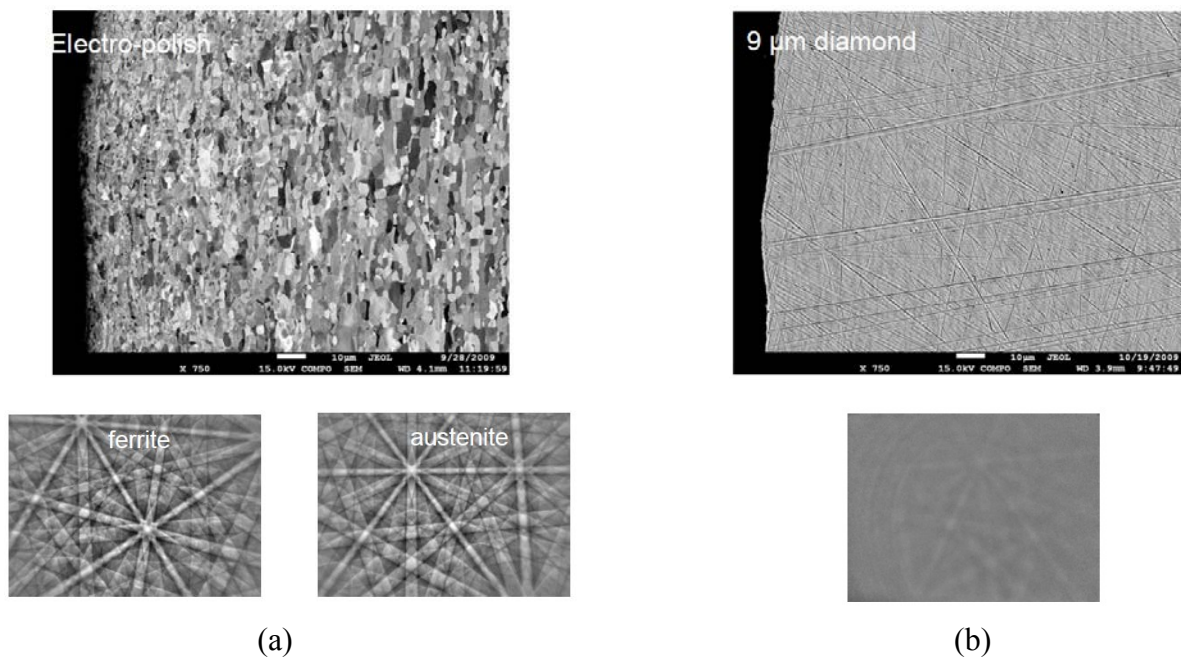 Electro-polish
10µm JEOL 9/28/2009
X 750 15.0kV COMPO SEM WD 4.1mm 11:19:59
9 µm diamond
10µm JEOL 10/19/2009
X 750 15.0kV COMPO SEM WD 3.9mm 9:47:49
ferrite
austenite
(a)
(b)